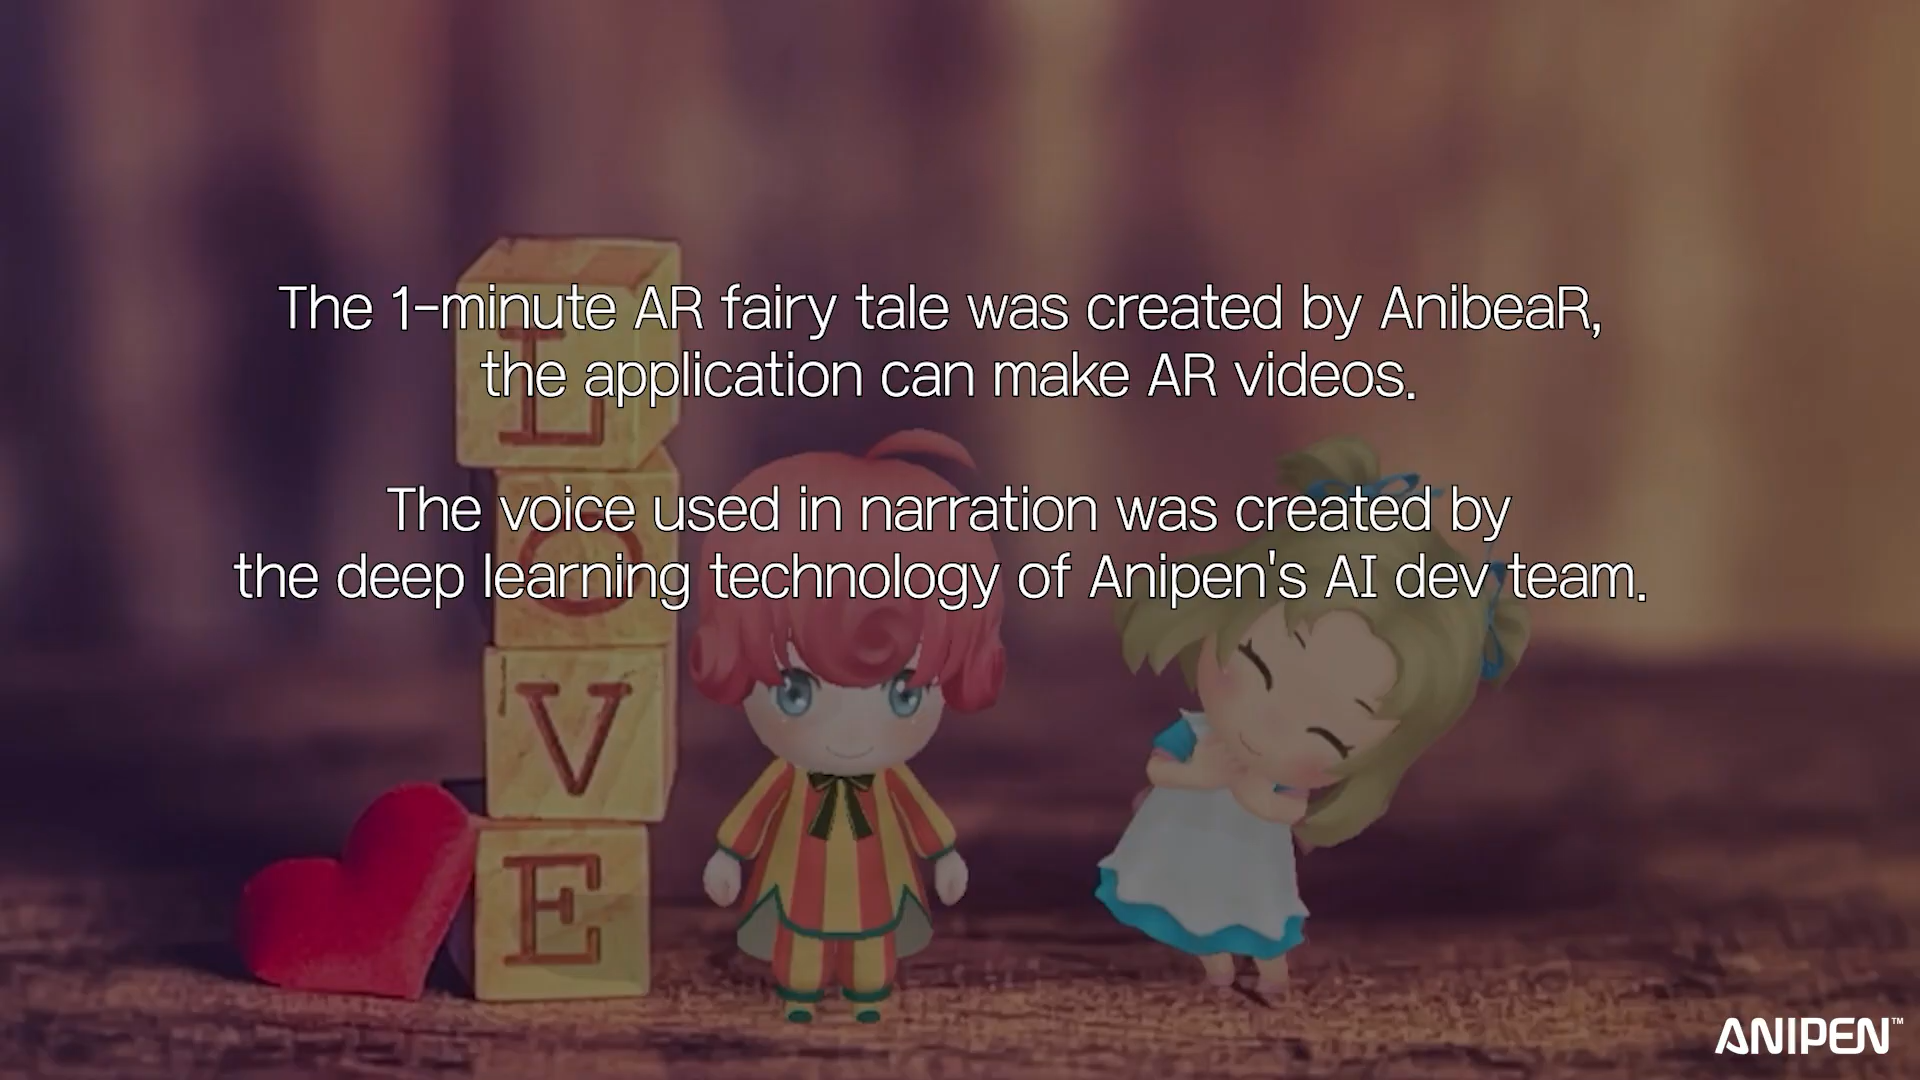 The 1-minute AR fairy tale was created by AnibeaR,
the application can make AR videos.
The voice used in narration was created by
the deep learning technology of Anipen's AI dev team.
L
O
V
E
ANIPEN™